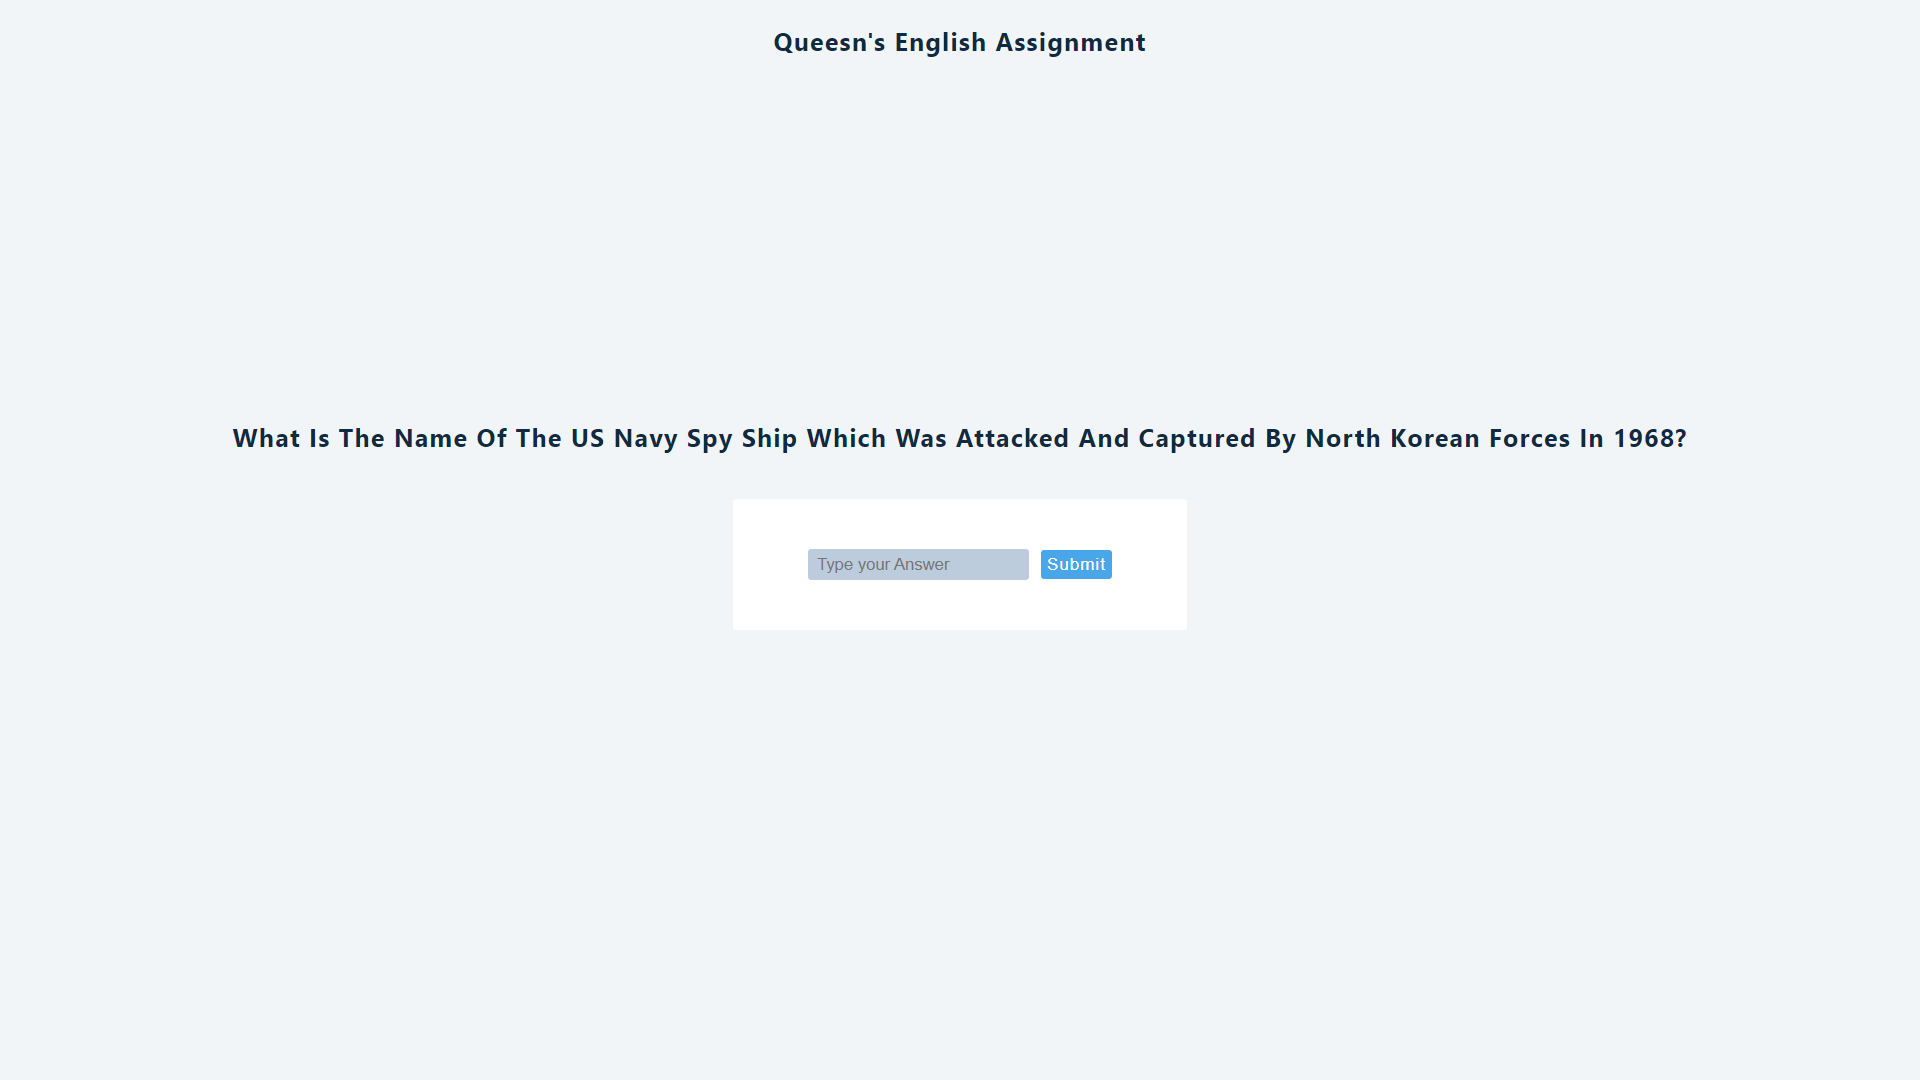 Queesn's English Assignment
What Is The Name Of The US Navy Spy Ship Which Was Attacked And Captured By North Korean Forces In 1968?
Type your Answer
Submit